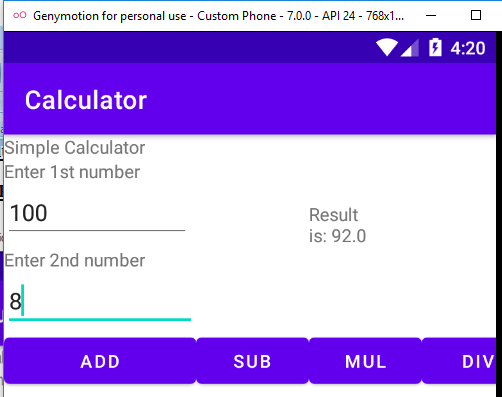 Genymotion for personal use - Custom Phone - 7.0.0 - API 24 - 768x1...
4:20
Calculator
Simple Calculator
Enter 1st number
100
Result
is: 92.0
Enter 2nd number
8
ADD SUB MUL DIV